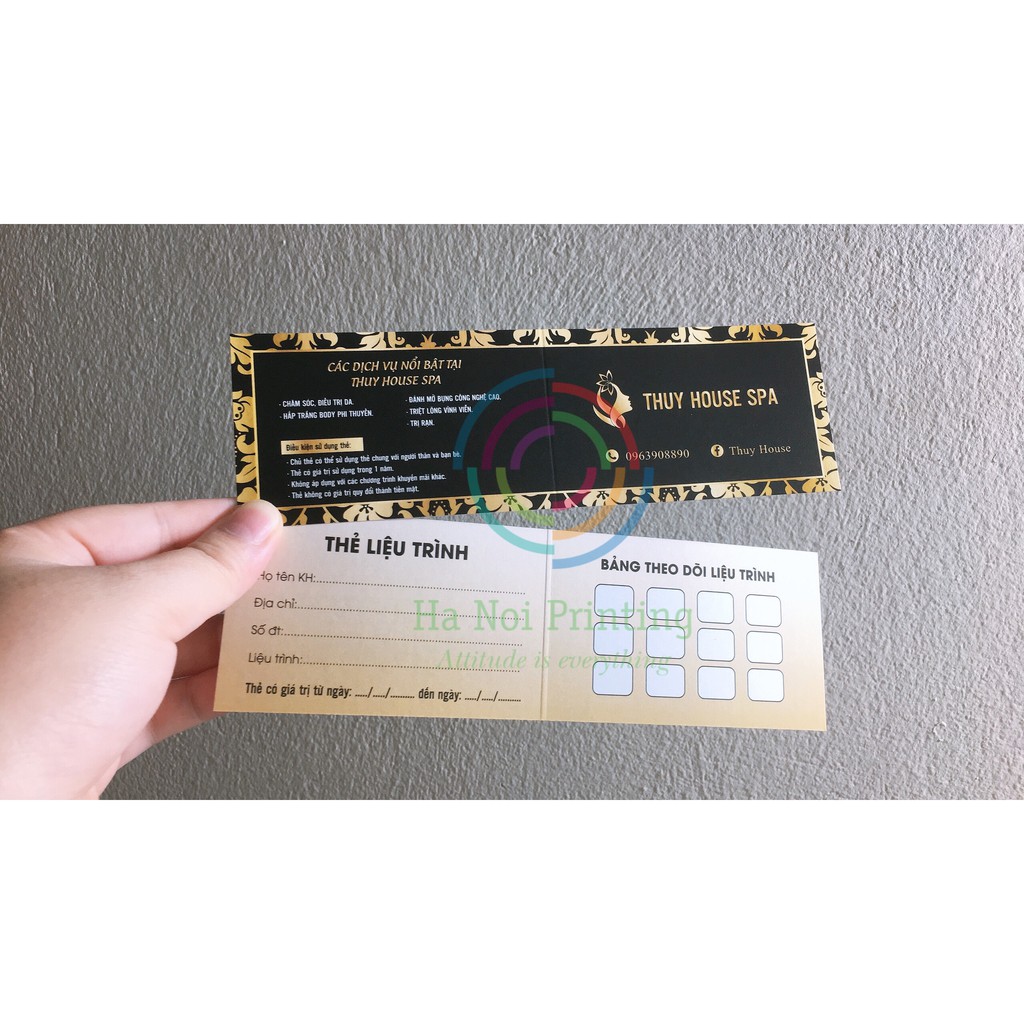 CÁC DỊCH VỤ NỔI BẬT TẠI
THUY HOUSE SPA
- CHĂM SÓC, ĐIỀU TRỊ DA.
- HẤP TRẮNG BODY PHI THUYỀN.
- ĐÁNH MỠ BỤNG CÔNG NGHỆ CAO.
- TRIỆT LÔNG VĨNH VIỄN.
- TRỊ RẠN.
Điều kiện sử dụng thẻ:
- Chủ thẻ có thể sử dụng thẻ chung với người thân và bạn bè.
- Thẻ có giá trị sử dụng trong 1 năm.
- Không áp dụng với các chương trình khuyến mãi khác.
- Thẻ không có giá trị quy đổi thành tiền mặt.
THUY HOUSE SPA
0963908890
Thuy House
THẺ LIỆU TRÌNH
Họ tên KH:
Địa chỉ:
Số đt:
Liệu trình:
Thẻ có giá trị từ ngày: ...../...../.......... đến ngày: ...../...../..........
BẢNG THEO DÕI LIỆU TRÌNH
Ha Noi Printing
Attitude is everything